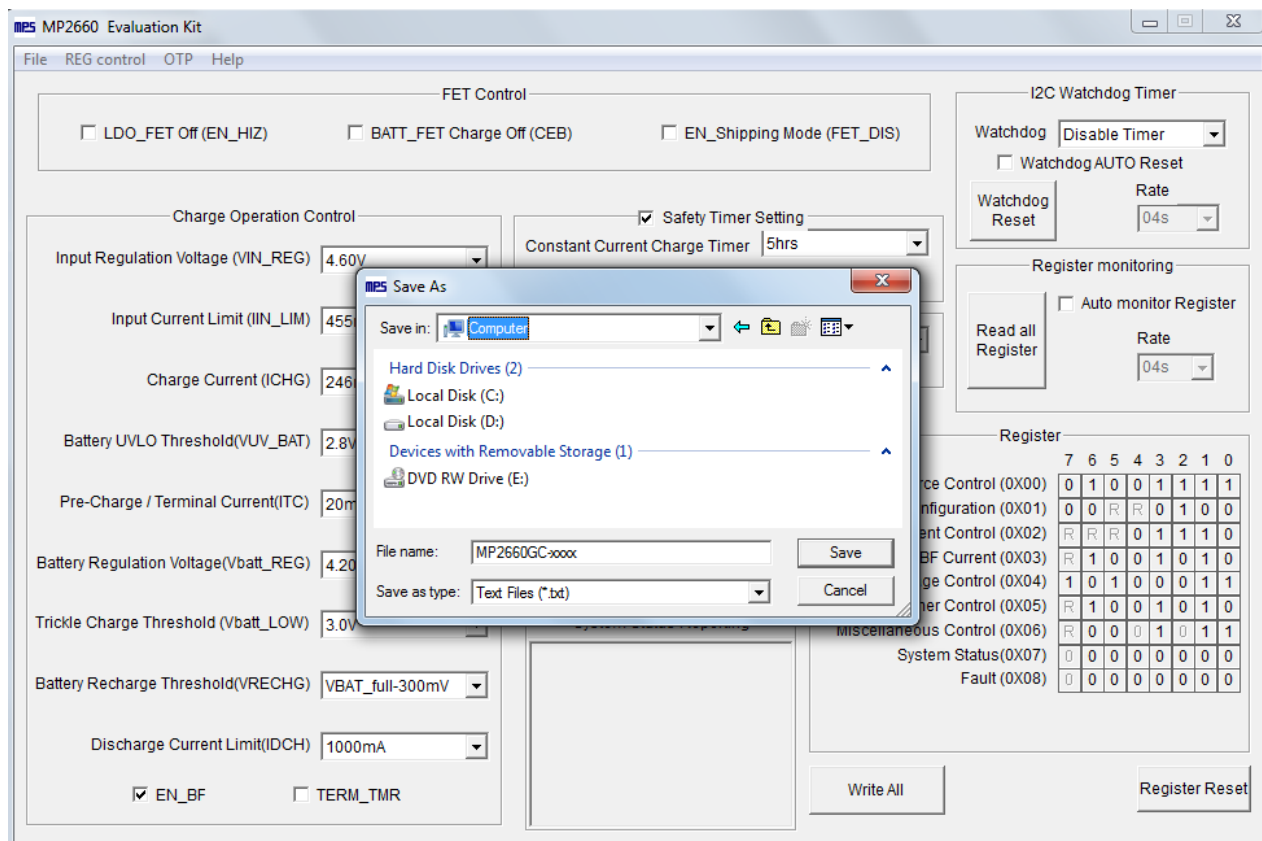 mps MP2660 Evaluation Kit
File REG control OTP Help
FET Control
LDO_FET Off (EN_HIZ) BATT_FET Charge Off (CEB) EN_Shipping Mode (FET_DIS)
I2C Watchdog Timer
Watchdog Disable Timer
Watchdog AUTO Reset
Watchdog Reset
Rate
04s
Charge Operation Control
Input Regulation Voltage (VIN_REG) 4.60V
Input Current Limit (IIN_LIM) 455
Charge Current (ICHG) 246
Battery UVLO Threshold(VUV_BAT) 2.8V
Pre-Charge / Terminal Current(ITC) 20m
Battery Regulation Voltage(Vbatt_REG) 4.20
Trickle Charge Threshold (Vbatt_LOW) 3.0V
Battery Recharge Threshold(VRECHG) VBAT_full-300mV
Discharge Current Limit(IDCH) 1000mA
EN_BF TERM_TMR
Safety Timer Setting
Constant Current Charge Timer 5hrs
mps Save As
Save in: Computer
Hard Disk Drives (2)
Local Disk (C:)
Local Disk (D:)
Devices with Removable Storage (1)
DVD RW Drive (E:)
File name: MP2660GC-xxxx Save
Save as type: Text Files (*.txt) Cancel
Register monitoring
Auto monitor Register
Read all Register
Rate
04s
Register
7 6 5 4 3 2 1 0
rce Control (0X00) 0 1 0 0 1 1 1 1
nfiguration (0X01) 0 0 R R 0 1 0 0
ent Control (0X02) R R R 0 1 1 1 0
BF Current (0X03) R 1 0 0 1 0 0 1 0
ge Control (0X04) 1 0 1 0 0 0 1 1
ner Control (0X05) R 1 0 0 1 0 1 0
Miscellaneous Control (0X06) R 0 0 0 1 0 1 1
System Status(0X07) 0 0 0 0 0 0 0 0
Fault (0X08) 0 0 0 0 0 0 0 0
Write All Register Reset